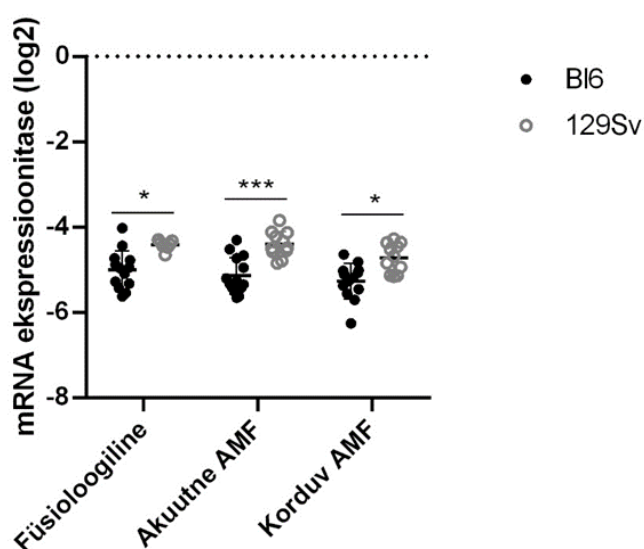 mRNA ekspressioonitase (log2)
0
-2
-4
-6
-8
*
***
*
Füsioloogiline
Akuutne AMF
Korduv AMF
Bl6
129Sv